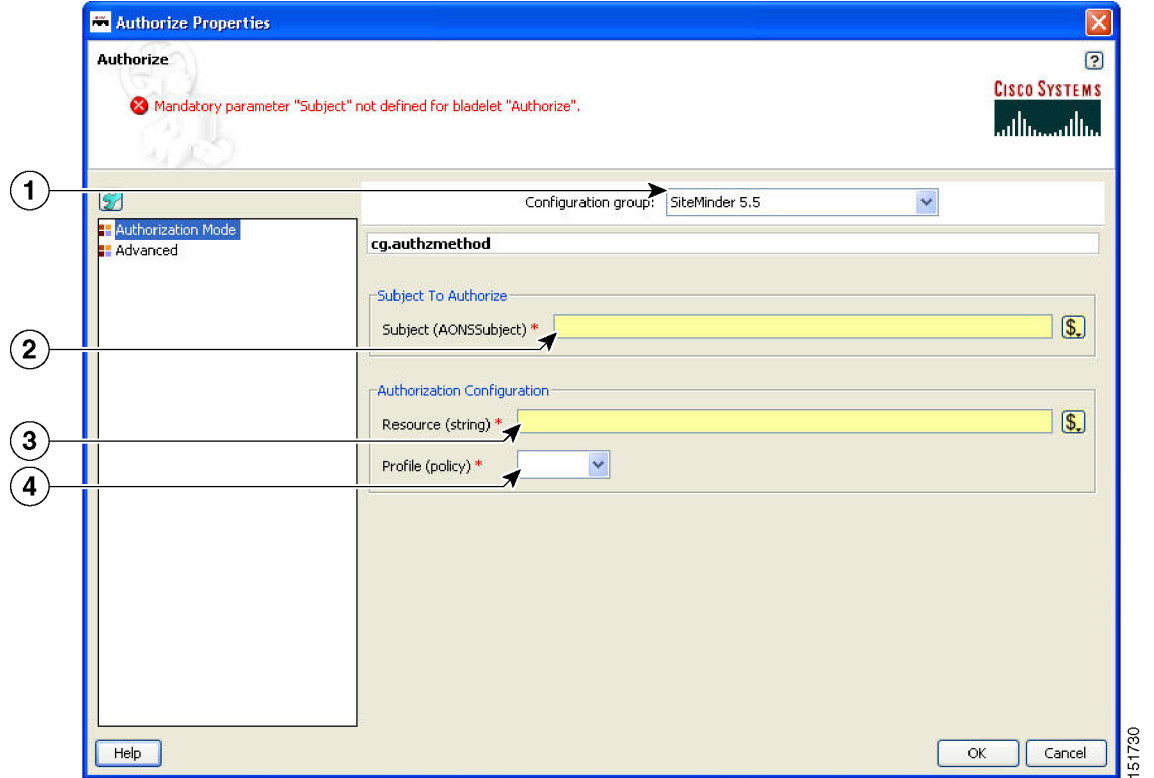 Authorize Properties
Authorize
?
Mandatory parameter "Subject" not defined for bladelet "Authorize".
CISCO SYSTEMS
1
Configuration group: SiteMinder 5.5
Authorization Mode
Advanced
cg.authzmethod
Subject To Authorize
2
Subject (AONSSubject) *
$
Authorization Configuration
3
Resource (string) *
$
4
Profile (policy) *
Help
OK
Cancel
151730